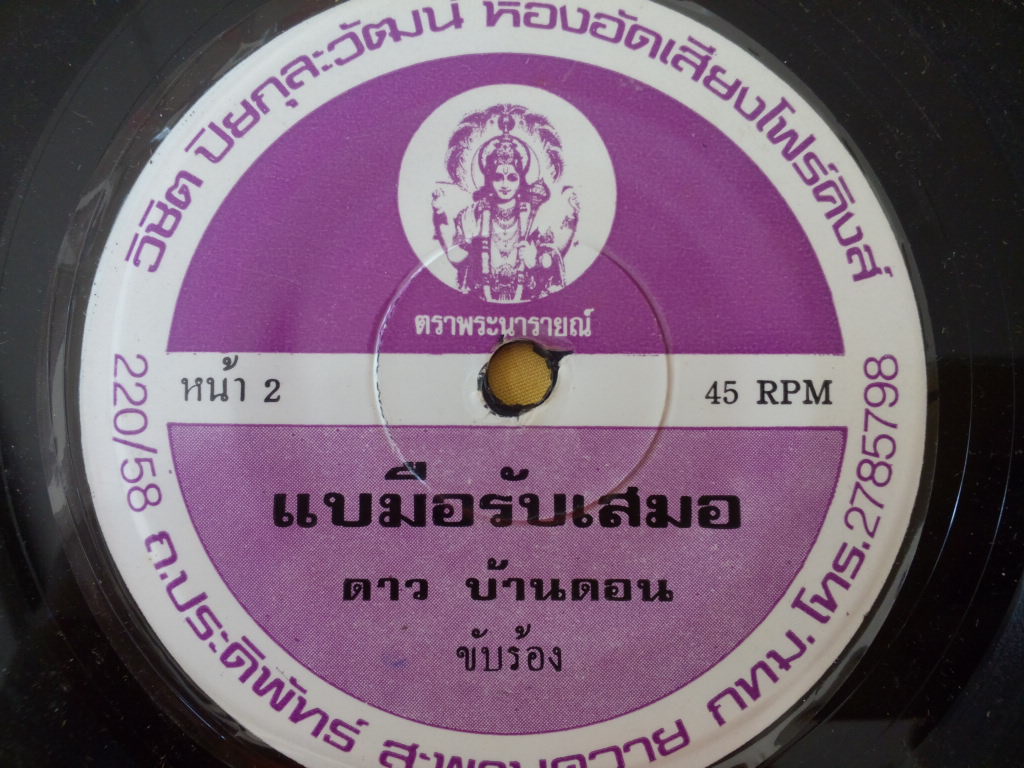 วิชิต ปิยกุละวัฒน์ ห้องอัดเสียงโฟร์คิงส์
ตราพระนารายณ์
หน้า 2
45 RPM
แบมือรับเสมอ
ดาว บ้านดอน
ขับร้อง
220/58 ถ.ประดิพัทธ์ สะพานควาย กทม. โทร.2785798